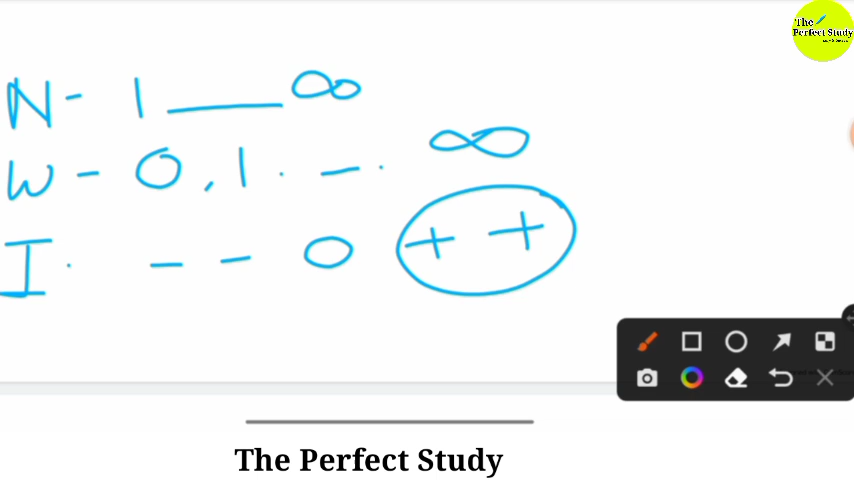 The
Perfect Study
N - 1 ___ ∞
W - 0, 1 . - . ∞
I . - - 0 + +
The Perfect Study